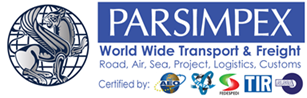 PARSIMPEX
World Wide Transport & Freight
Road, Air, Sea, Project, Logistics, Customs
Certified by:
TIR